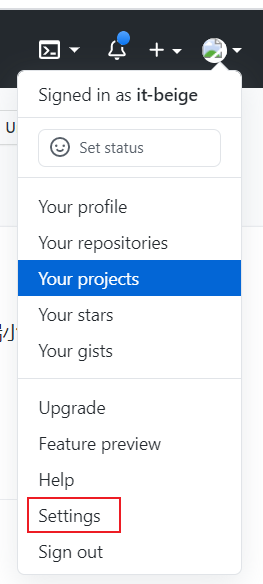 Signed in as it-beige
U
Set status
Your profile
Your repositories
Your projects
Your stars
Your gists
Upgrade
Feature preview
Help
Settings
Sign out